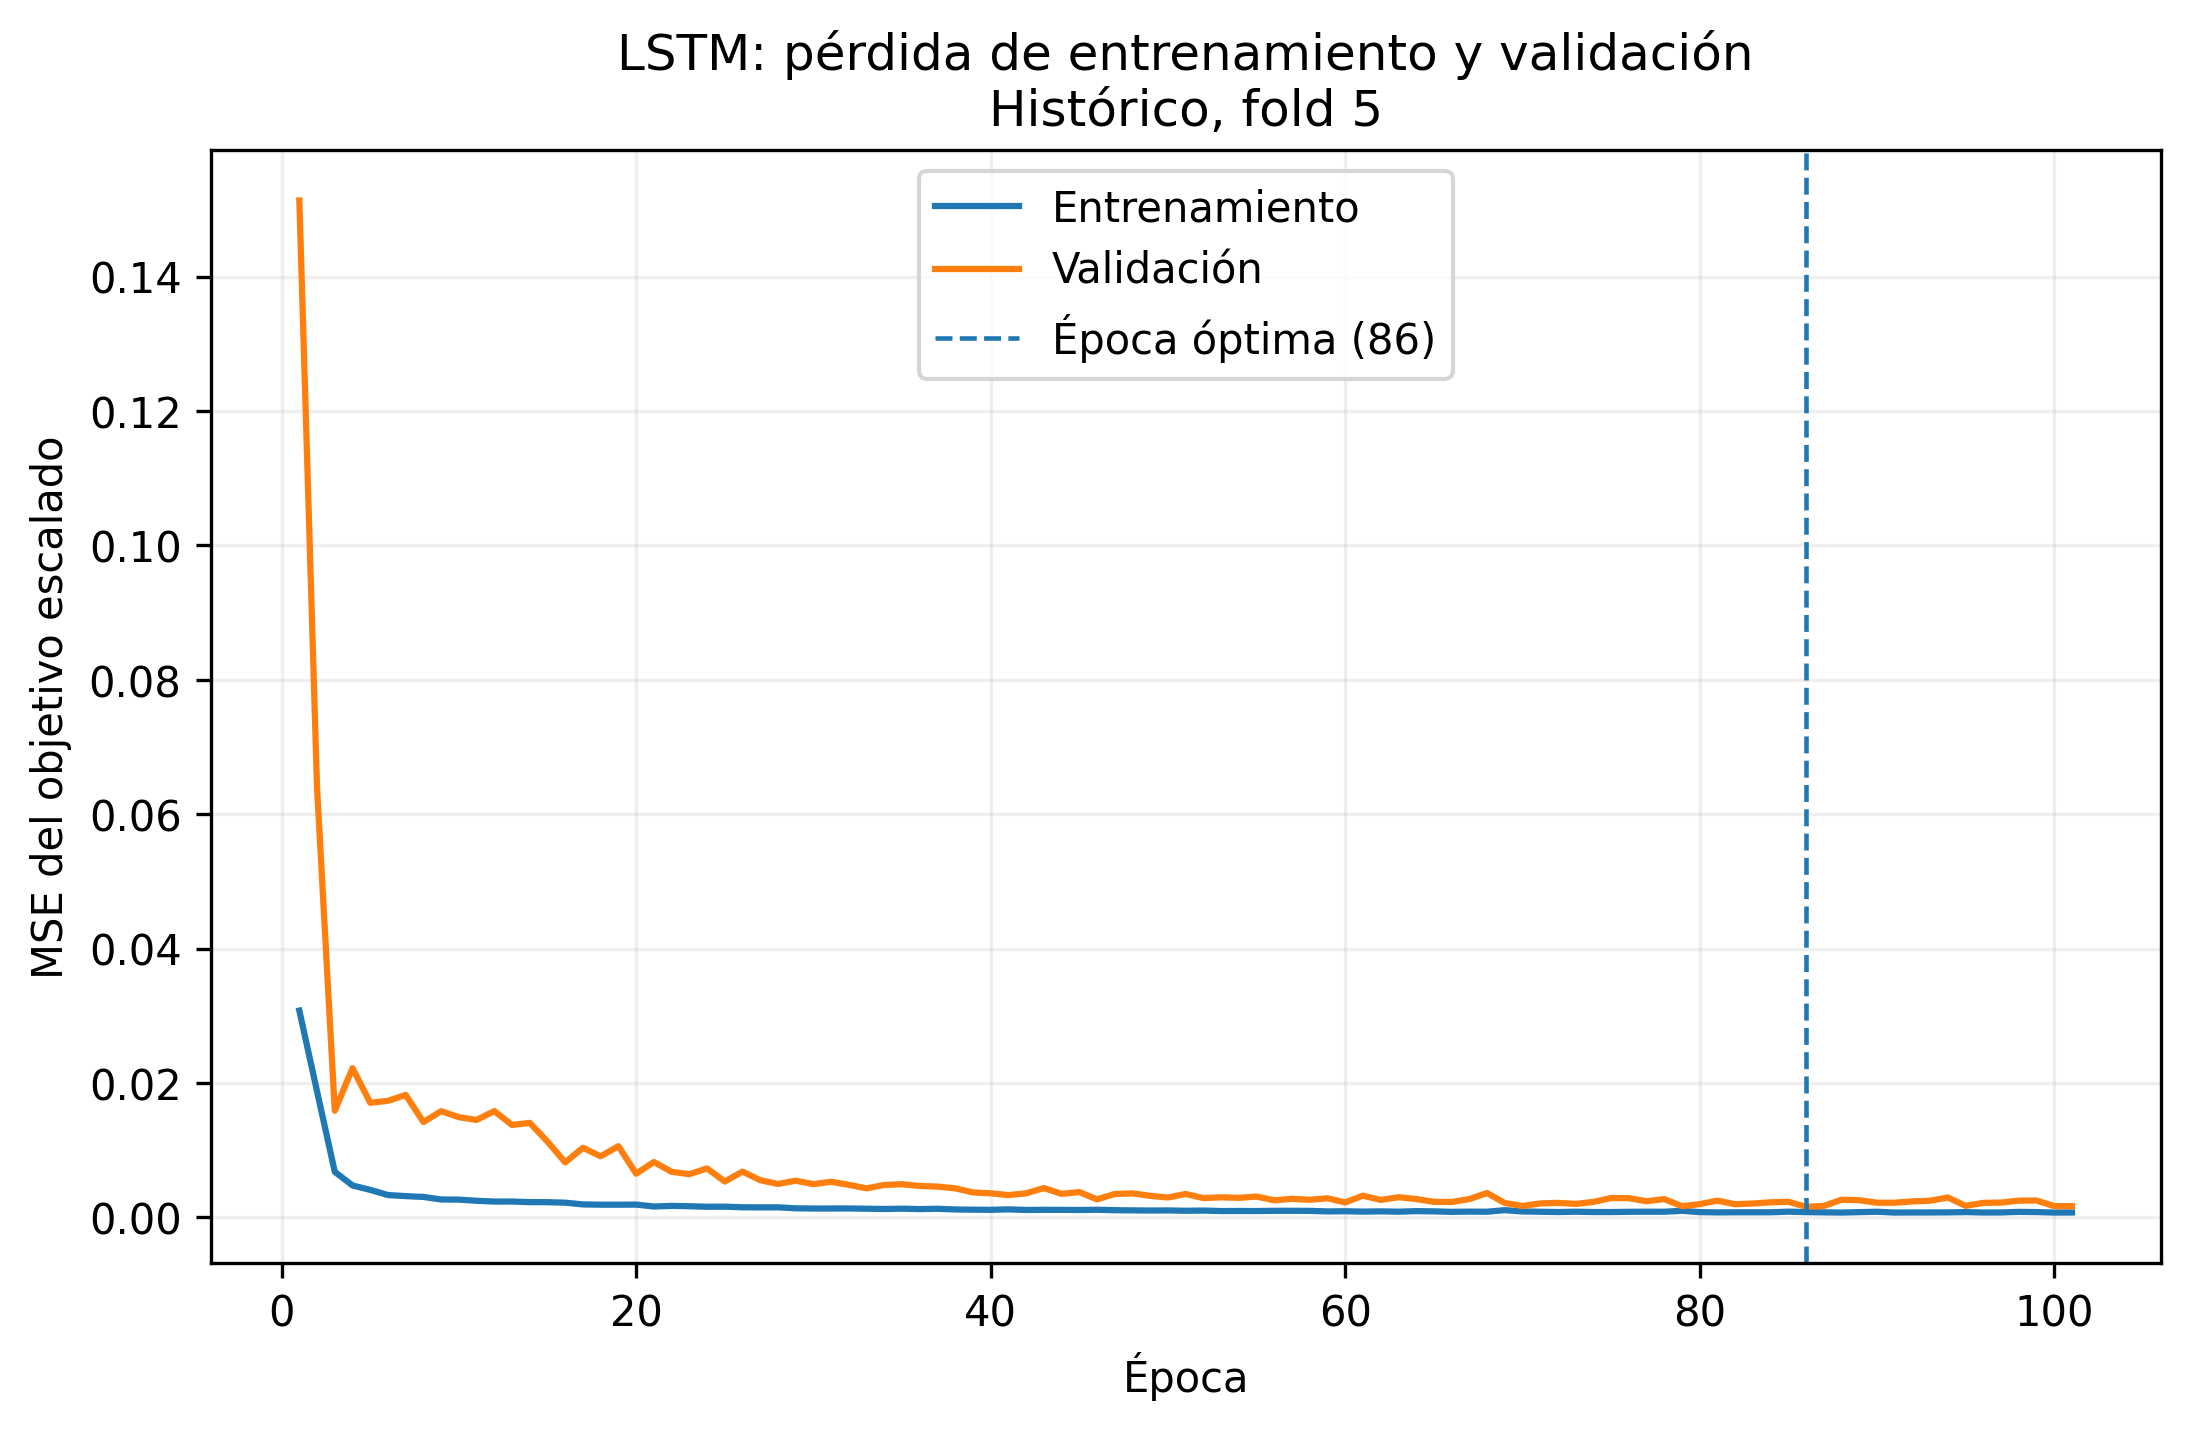 LSTM: pérdida de entrenamiento y validación
Histórico, fold 5
Entrenamiento
Validación
Época óptima (86)
MSE del objetivo escalado
0.14
0.12
0.10
0.08
0.06
0.04
0.02
0.00
0 20 40 60 80 100
Época